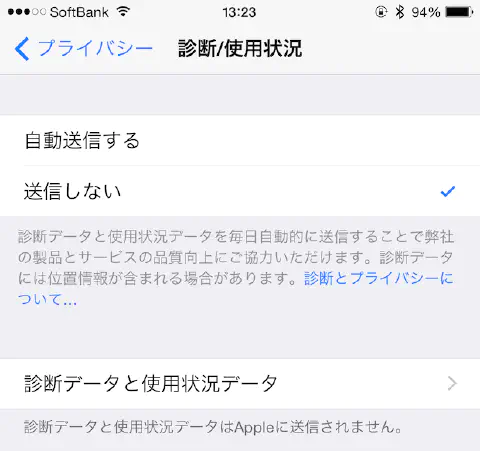 SoftBank 13:23 94%
プライバシー 診断/使用状況
自動送信する
送信しない
診断データと使用状況データを毎日自動的に送信することで弊社
の製品とサービスの品質向上にご協力いただけます。診断データ
には位置情報が含まれる場合があります。診断とプライバシーに
ついて...
診断データと使用状況データ
診断データと使用状況データはAppleに送信されません。